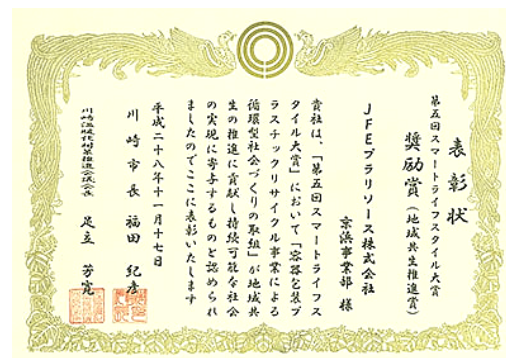 表彰状
第五回スマートライフスタイル大賞
奨励賞（地域共生推進賞）
JFEプラリソース株式会社
京浜事業部 様
貴社は、「第五回スマートライフス
タイル大賞」において「容器包装プ
ラスチックリサイクル事業による
循環型社会づくりの取組」が地域共
生の推進に貢献し持続可能な社会
の実現に寄与するものと認められ
ましたのでここに表彰いたします
平成二十八年十一月十七日
川崎市長 福田 紀彦
川崎温暖化対策推進会議会長 足立 芳寛